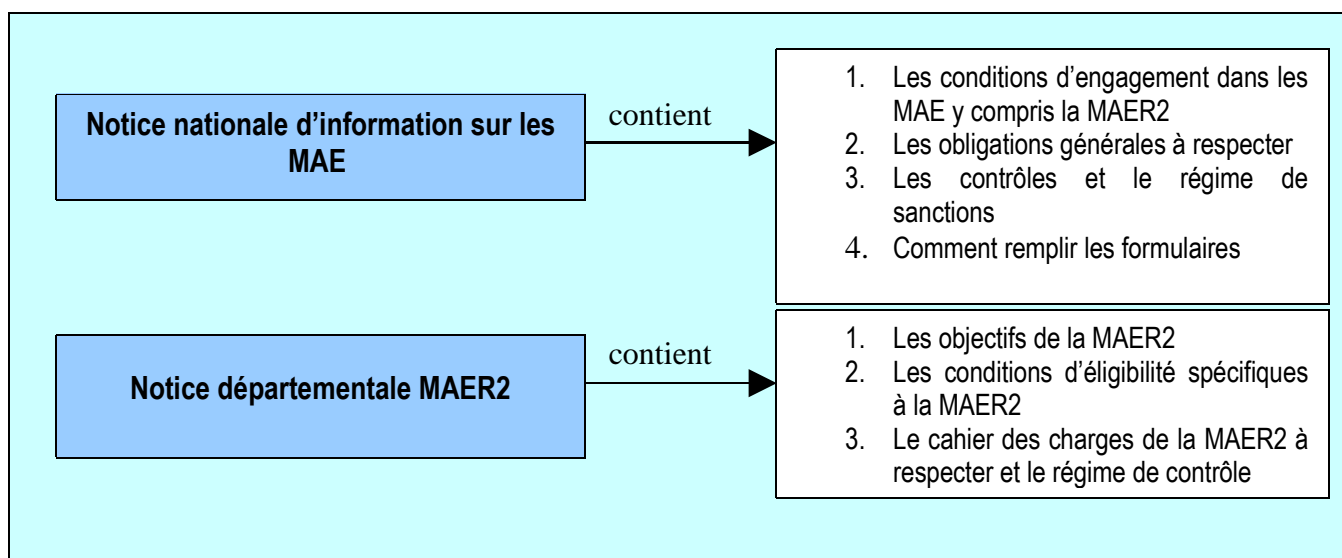 Notice nationale d'information sur les
MAE
contient
1. Les conditions d'engagement dans les
MAE y compris la MAER2
2. Les obligations générales à respecter
3. Les contrôles et le régime de
sanctions
4. Comment remplir les formulaires
Notice départementale MAER2
contient
1. Les objectifs de la MAER2
2. Les conditions d'éligibilité spécifiques
à la MAER2
3. Le cahier des charges de la MAER2 à
respecter et le régime de contrôle